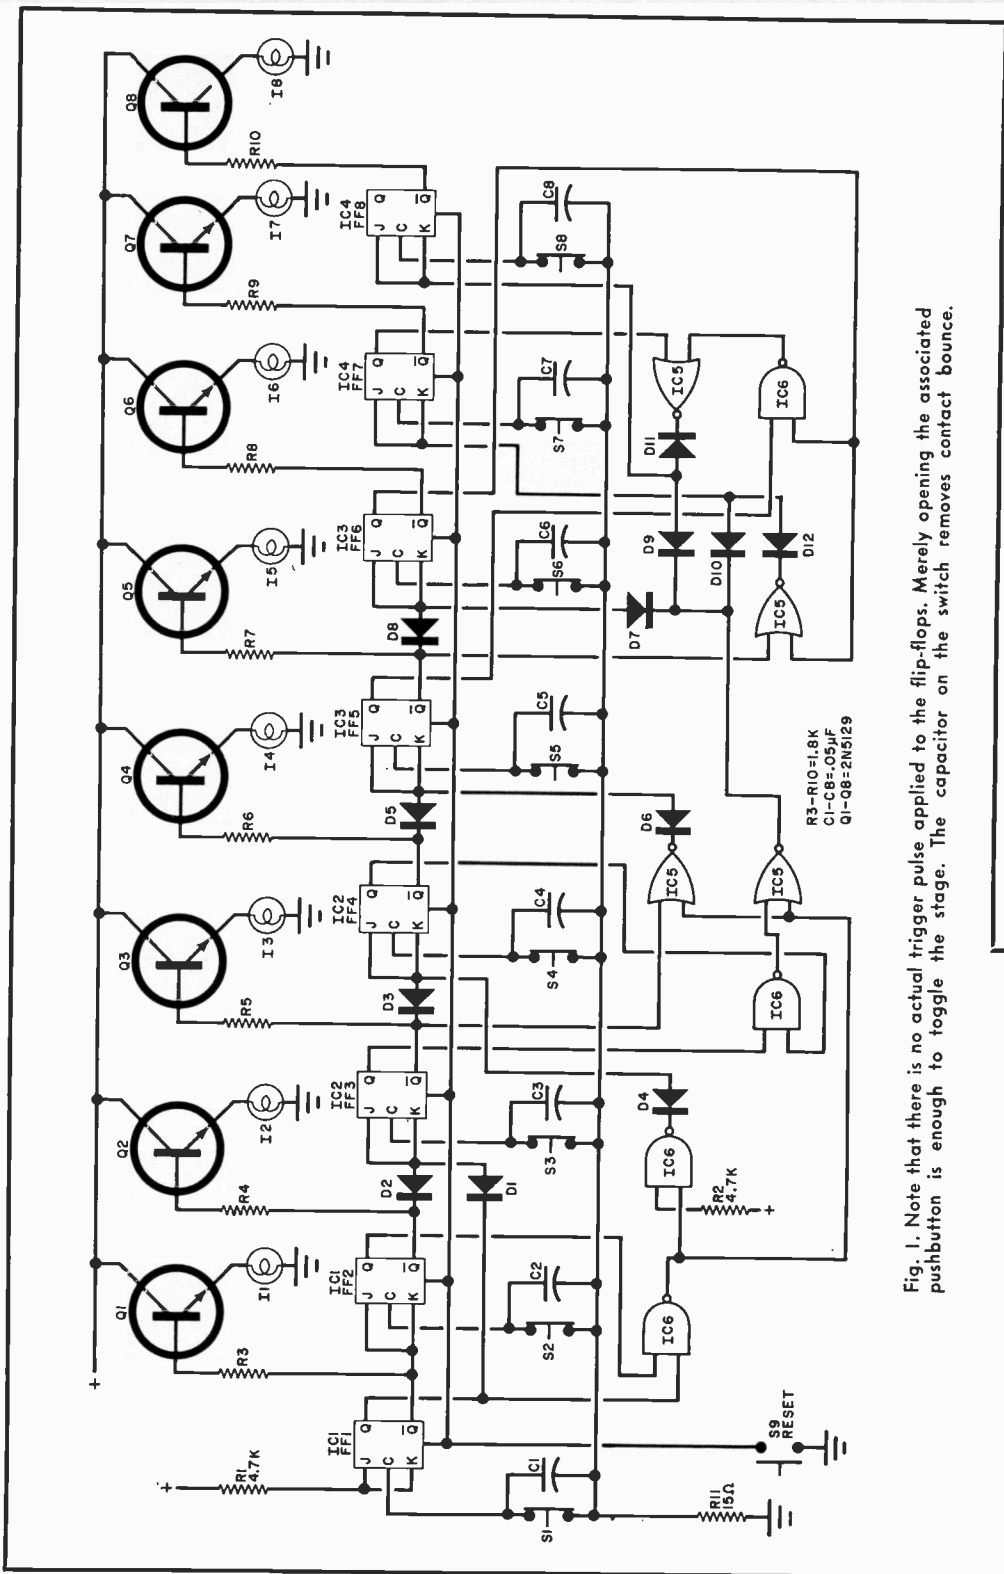 +
Q1 Q2 Q3 Q4 Q5 Q6 Q7 Q8
+
R1 4.7K
R3 R4 R5 R6 R7 R8 R9 R10
I1 I2 I3 I4 I5 I6 I7 I8
IC1 IC1 IC2 IC2 IC3 IC3 IC4 IC4
FF1 FF2 FF3 FF4 FF5 FF6 FF7 FF8
J Q J Q J Q J Q J Q J Q J Q J Q
C C C C C C C C
K Q̄ K Q̄ K Q̄ K Q̄ K Q̄ K Q̄ K Q̄ K Q̄
D2 D3 D5 D8
D1
C1 C2 C3 C4 C5 C6 C7 C8
S1 S2 S3 S4 S5 S6 S7 S8
D4 D6 D7 D9 D11
IC6 IC6 IC5 IC5
R11 15Ω
R2 4.7K
D10
+
S9 RESET
IC6 IC5 IC5 D12 IC6
R3-R10=1.8K
C1-C8=.05µF
Q1-Q8=2N5129
Fig. 1. Note that there is no actual trigger pulse applied to the flip-flops. Merely opening the associated
pushbutton is enough to toggle the stage. The capacitor on the switch removes contact bounce.